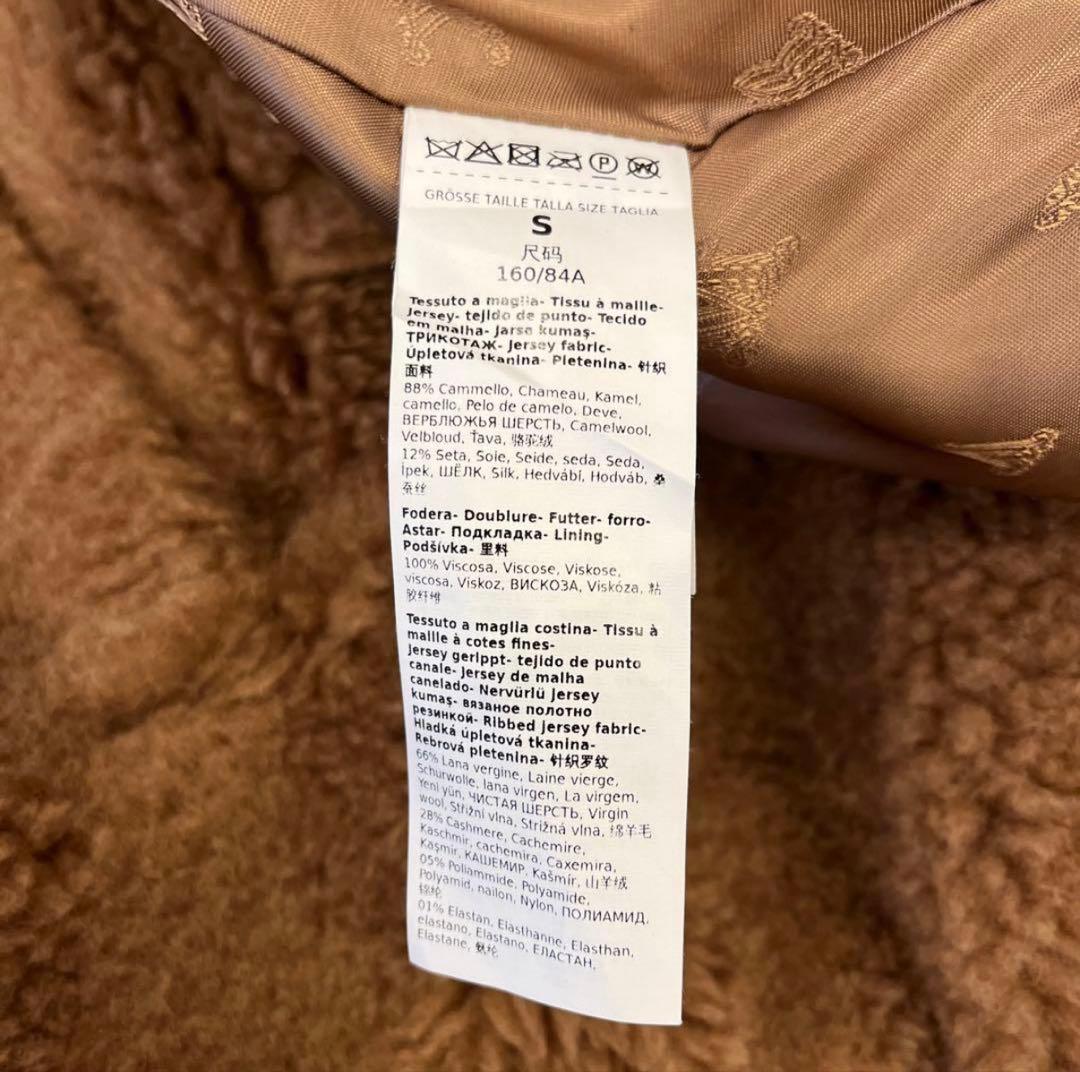 P W
GRÖSSE TAILLE TALLA SIZE TAGLIA
S
尺码
160/84A
Tessuto a maglia- Tissu à maille-
Jersey- tejido de punto- Tecido
em malha- Jarse kumaş-
ТРИКОТАЖ- Jersey fabric-
Úpletová tkanina- Pletenina- 针织
面料
88% Cammello, Chameau, Kamel,
camello, Pelo de camelo, Deve,
ВЕРБЛЮЖЬЯ ШЕРСТЬ, Camelwool,
Velbloud, Ťava, 骆驼绒
12% Seta, Soie, Seide, seda, Seda,
İpek, ШЁЛК, Silk, Hedvábí, Hodváb, 桑
蚕丝
Fodera- Doublure- Futter- forro-
Astar- Подкладка- Lining-
Podšívka- 里料
100% Viscosa, Viscose, Viskose,
viscosa, Viskoz, ВИСКОЗА, Viskóza, 粘
胶纤维
Tessuto a maglia costina- Tissu à
maille à cotes fines-
Jersey gerippt- tejido de punto
canale- Jersey de malha
canelado- Nervürlü Jersey
kumaş- вязаное полотно
резинкой- Ribbed jersey fabric-
Hladká úpletová tkanina-
Rebrová pletenina- 针织罗纹
66% Lana vergine, Laine vierge,
Schurwolle, lana virgen, La virgem,
Yeni yün, ЧИСТАЯ ШЕРСТЬ, Virgin
wool, Střižní vlna, Strižná vlna, 绵羊毛
28% Cashmere, Cachemire,
Kaschmir, cachemira, Caxemira,
Kaşmir, КАШЕМИР, Kašmír, 山羊绒
05% Poliammide, Polyamide,
Polyamid, nailon, Nylon, ПОЛИАМИД,
锦纶
01% Elastan, Elasthanne, Elasthan,
elastano, Elastano, ЕЛАСТАН,
Elastane, 氨纶